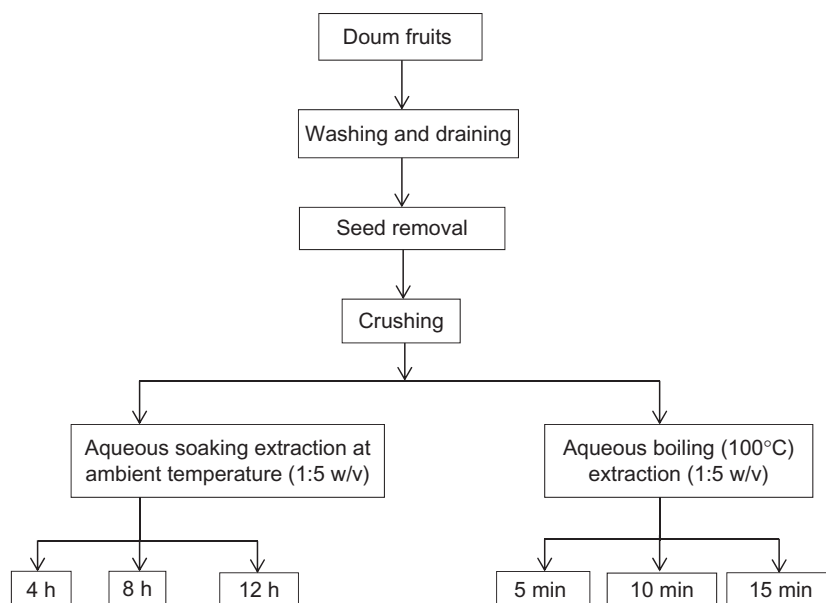 Doum fruits
Washing and draining
Seed removal
Crushing
Aqueous soaking extraction at
ambient temperature (1:5 w/v)
Aqueous boiling (100°C)
extraction (1:5 w/v)
4 h
8 h
12 h
5 min
10 min
15 min